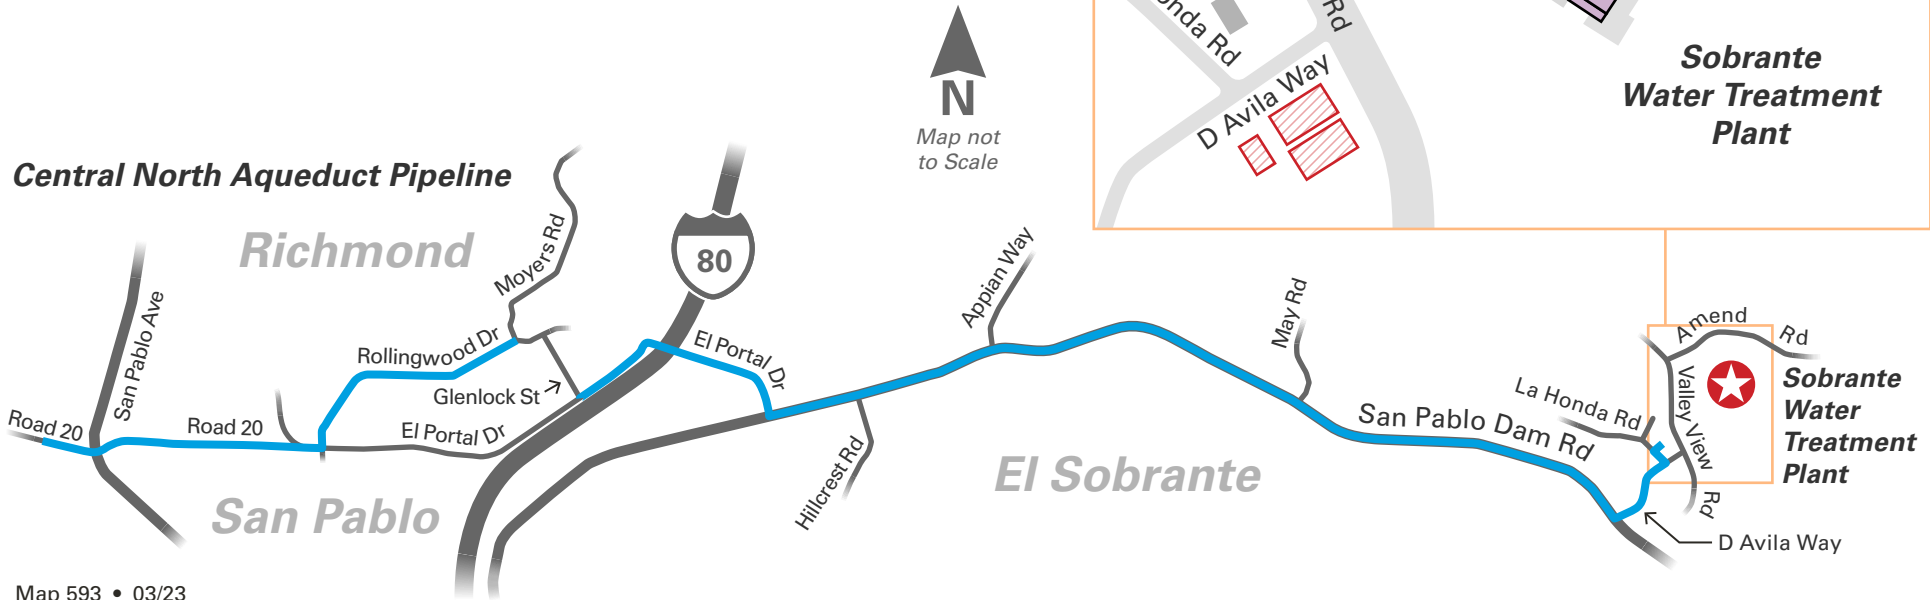 Rd
D Avila Way
Sobrante
Water Treatment
Plant
N
Map not
to Scale
Central North Aqueduct Pipeline
Richmond
Moyers Rd
80
San Pablo Ave
Rollingwood Dr
Glenlock St
El Portal Dr
Road 20
Road 20
El Portal Dr
San Pablo
Appian Way
May Rd
Hillcrest Rd
El Sobrante
San Pablo Dam Rd
La Honda Rd
Amend Rd
Valley View Rd
Sobrante
Water
Treatment
Plant
D Avila Way
Map 593 • 03/23